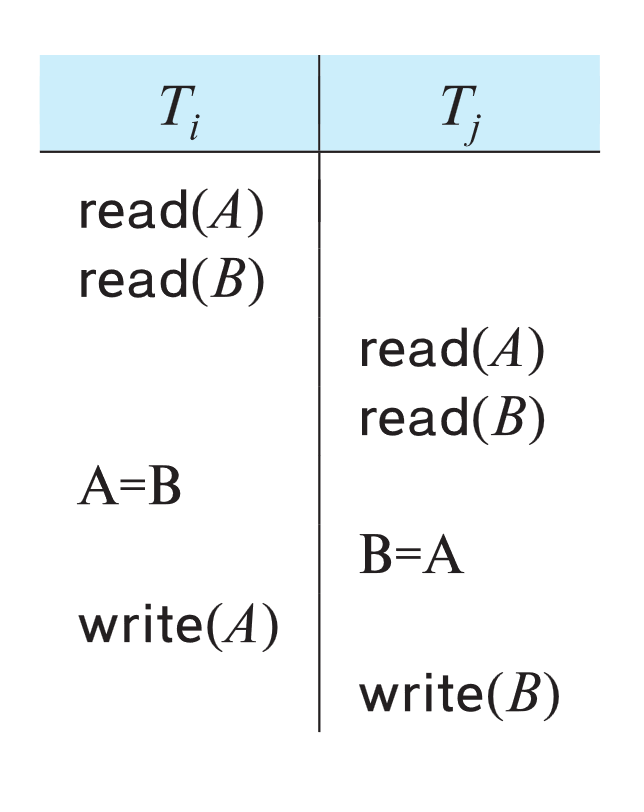 Ti Tj
read(A)
read(B)
read(A)
read(B)
A=B
B=A
write(A)
write(B)